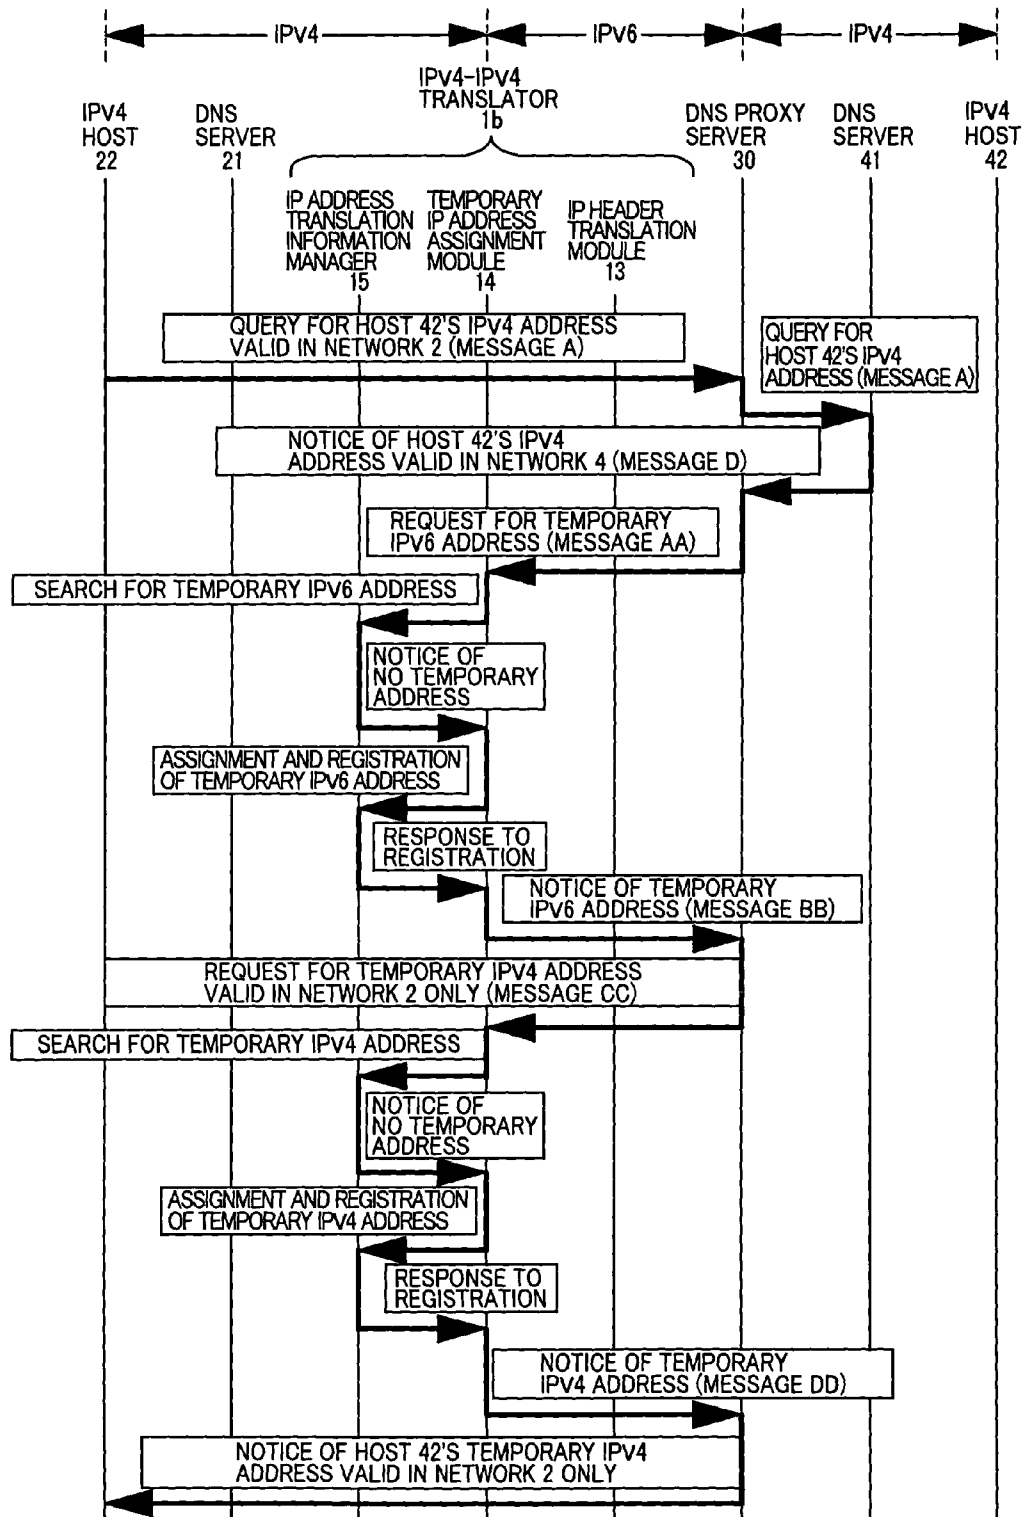 IPV4
IPV6
IPV4
IPV4-IPV4
TRANSLATOR
1b
IPV4
HOST
22
DNS
SERVER
21
DNS PROXY
SERVER
30
DNS
SERVER
41
IPV4
HOST
42
IP ADDRESS
TRANSLATION
INFORMATION
MANAGER
15
TEMPORARY
IP ADDRESS
ASSIGNMENT
MODULE
14
IP HEADER
TRANSLATION
MODULE
13
QUERY FOR HOST 42'S IPV4 ADDRESS
VALID IN NETWORK 2 (MESSAGE A)
QUERY FOR
HOST 42'S IPV4
ADDRESS (MESSAGE A)
NOTICE OF HOST 42'S IPV4
ADDRESS VALID IN NETWORK 4 (MESSAGE D)
REQUEST FOR TEMPORARY
IPV6 ADDRESS (MESSAGE AA)
SEARCH FOR TEMPORARY IPV6 ADDRESS
NOTICE OF
NO TEMPORARY
ADDRESS
ASSIGNMENT AND REGISTRATION
OF TEMPORARY IPV6 ADDRESS
RESPONSE TO
REGISTRATION
NOTICE OF TEMPORARY
IPV6 ADDRESS (MESSAGE BB)
REQUEST FOR TEMPORARY IPV4 ADDRESS
VALID IN NETWORK 2 ONLY (MESSAGE CC)
SEARCH FOR TEMPORARY IPV4 ADDRESS
NOTICE OF
NO TEMPORARY
ADDRESS
ASSIGNMENT AND REGISTRATION
OF TEMPORARY IPV4 ADDRESS
RESPONSE TO
REGISTRATION
NOTICE OF TEMPORARY
IPV4 ADDRESS (MESSAGE DD)
NOTICE OF HOST 42'S TEMPORARY IPV4
ADDRESS VALID IN NETWORK 2 ONLY